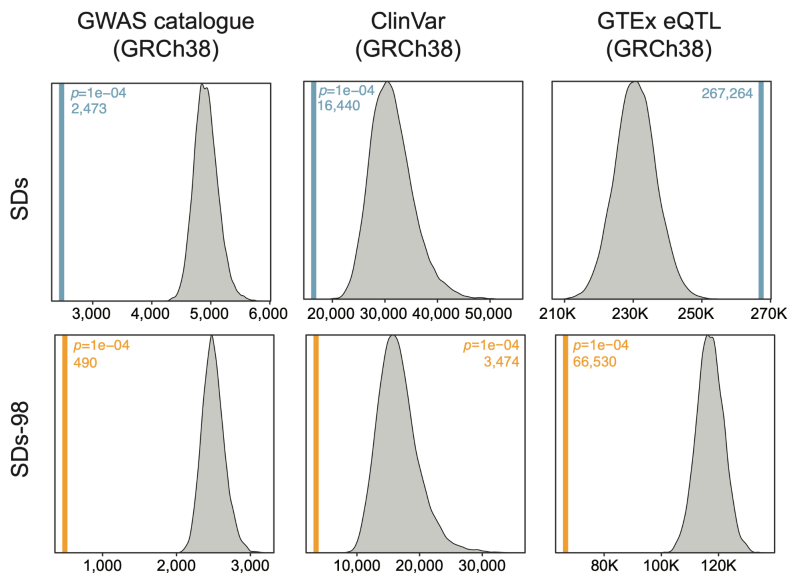 GWAS catalogue
(GRCh38)
ClinVar
(GRCh38)
GTEx eQTL
(GRCh38)
SDs
p=1e−04
2,473
3,000 4,000 5,000 6,000
p=1e−04
16,440
20,000 30,000 40,000 50,000
267,264
210K 230K 250K 270K
SDs-98
p=1e−04
490
1,000 2,000 3,000
p=1e−04
3,474
10,000 20,000 30,000
p=1e−04
66,530
80K 100K 120K